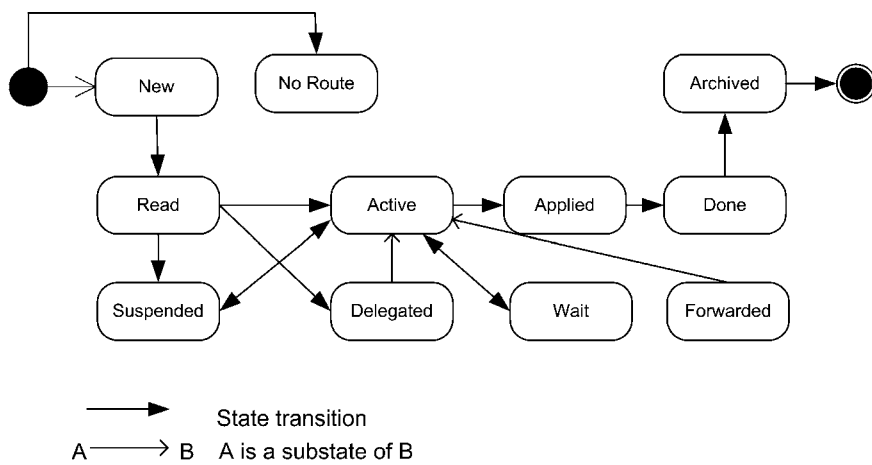 New
No Route
Archived
Read
Active
Applied
Done
Suspended
Delegated
Wait
Forwarded
State transition
A B A is a substate of B